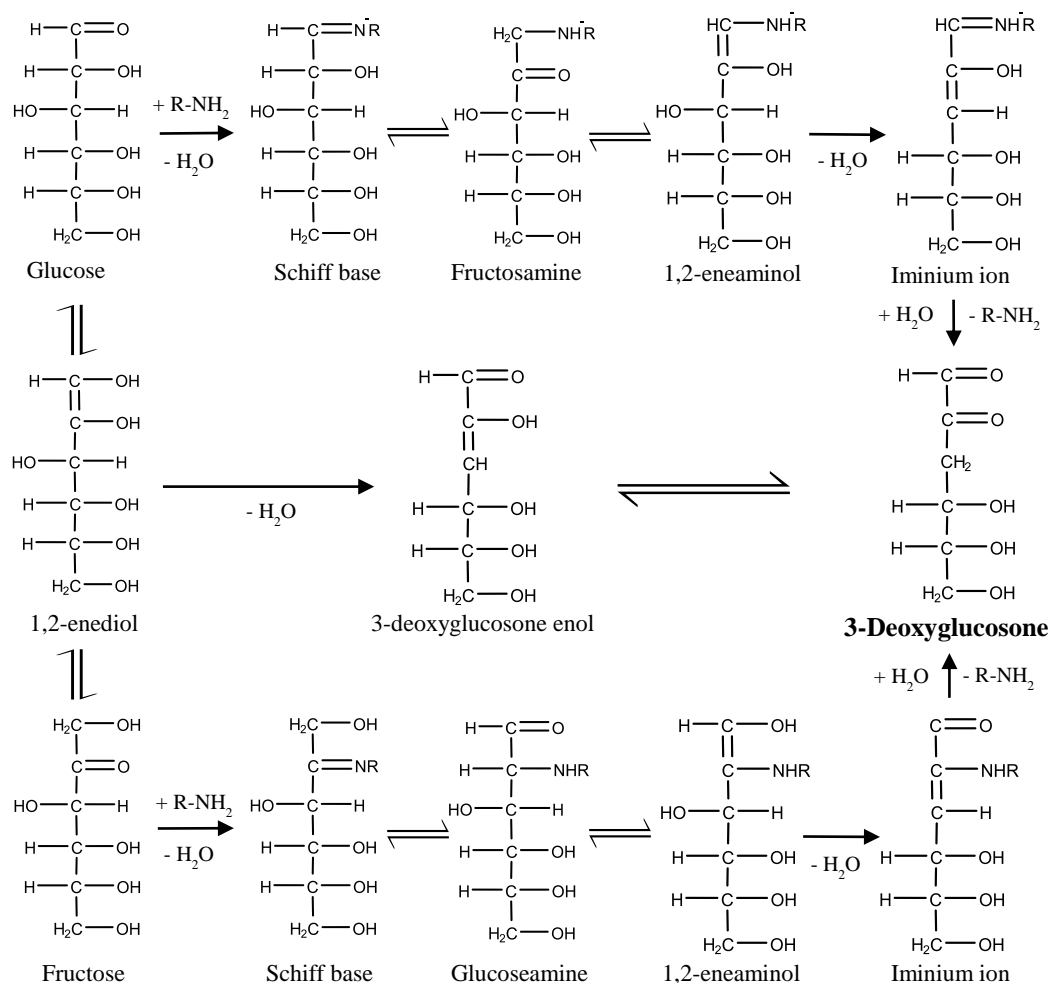 H C O H C N-R H₂C NH-R HC NH-R HC NH-R
H C OH H C OH C O C OH C OH
HO C H + R-NH₂ HO C H HO C H HO C H C H
- H₂O - H₂O
H C OH H C OH H C OH H C OH H C OH
H C OH H C OH H C OH H C OH H C OH
H₂C OH H₂C OH H₂C OH H₂C OH H₂C OH
Glucose Schiff base Fructosamine 1,2-eneaminol Iminium ion
+ H₂O - R-NH₂
H C OH H C O H C O
C OH C OH C O
HO C H CH CH₂
- H₂O
H C OH H C OH H C OH
H C OH H C OH H C OH
H₂C OH H₂C OH H₂C OH
1,2-enediol 3-deoxyglucosone enol 3-Deoxyglucosone
+ H₂O - R-NH₂
H₂C OH H₂C OH H C O H C OH H C O
C O C NR H C NHR C NHR C NHR
HO C H + R-NH₂ HO C H HO C H HO C H C H
- H₂O - H₂O
H C OH H C OH H C OH H C OH H C OH
H C OH H C OH H C OH H C OH H C OH
H₂C OH H₂C OH H₂C OH H₂C OH H₂C OH
Fructose Schiff base Glucoseamine 1,2-eneaminol Iminium ion